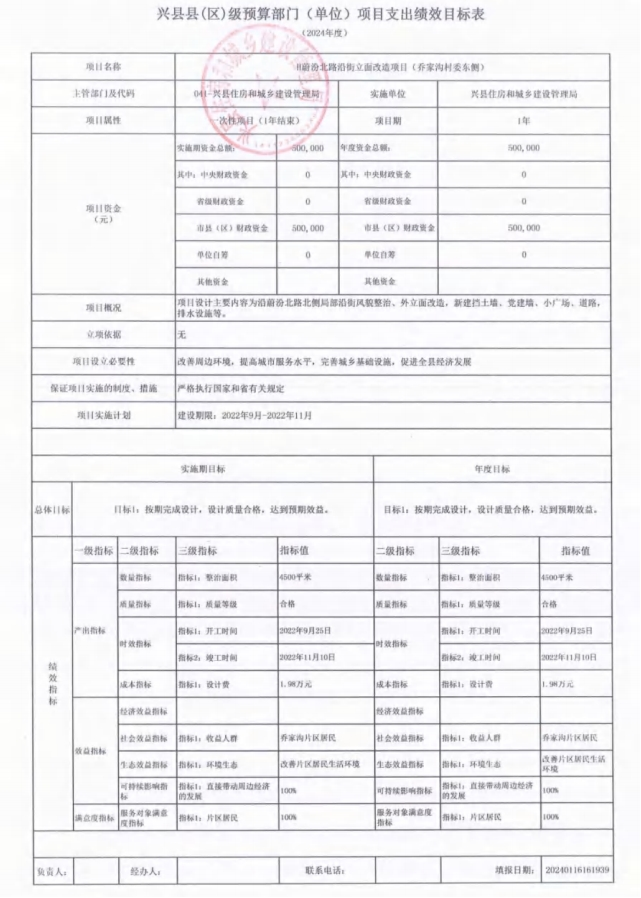 兴县县(区)级预算部门（单位）项目支出绩效目标表
（2024年度）
项目名称 蔚汾北路沿街立面改造项目（乔家沟村委东侧）
主管部门及代码 041-兴县住房和城乡建设管理局 实施单位 兴县住房和城乡建设管理局
项目属性 一次性项目（1年结束） 项目期 1年
项目资金
（元）
实施期资金总额： 500,000 年度资金总额： 500,000
其中：中央财政资金 0 其中：中央财政资金 0
省级财政资金 0 省级财政资金 0
市县（区）财政资金 500,000 市县（区）财政资金 500,000
单位自筹 0 单位自筹 0
其他资金 其他资金
项目概况 项目设计主要内容为沿蔚汾北路北侧局部沿街风貌整治、外立面改造，新建挡土墙、党建墙、小广场、道路，
排水设施等。
立项依据 无
项目设立必要性 改善周边环境，提高城市服务水平，完善城乡基础设施，促进全县经济发展
保证项目实施的制度、措施 严格执行国家和省有关规定
项目实施计划 建设期限：2022年9月-2022年11月
实施期目标 年度目标
总体目标 目标1：按期完成设计，设计质量合格，达到预期效益。 目标1：按期完成设计，设计质量合格，达到预期效益。
绩效指标
一级指标 二级指标 三级指标 指标值 二级指标 三级指标 指标值
产出指标
数量指标 指标1：整治面积 4500平米 数量指标 指标1：整治面积 4500平米
质量指标 指标1：质量等级 合格 质量指标 指标1：质量等级 合格
时效指标 指标1：开工时间 2022年9月25日 时效指标 指标1：开工时间 2022年9月25日
指标2：竣工时间 2022年11月10日 指标2：竣工时间 2022年11月10日
成本指标 指标1：设计费 1.98万元 成本指标 指标1：设计费 1.98万元
效益指标
经济效益指标 经济效益指标
社会效益指标 指标1：收益人群 乔家沟片区居民 社会效益指标 指标1：收益人群 乔家沟片区居民
生态效益指标 指标1：环境生态 改善片区居民生活环境 生态效益指标 指标1：环境生态 改善片区居民生活
环境
可持续影响指 指标1：直接带动周边经济 100% 可持续影响指标 指标1：直接带动周边经济 100%
标 的发展 的发展
满意度指标 服务对象满意 指标1：片区居民 100% 服务对象满意 指标1：片区居民 100%
度指标 度指标
负责人： 经办人： 联系电话： 填报日期： 20240116161939